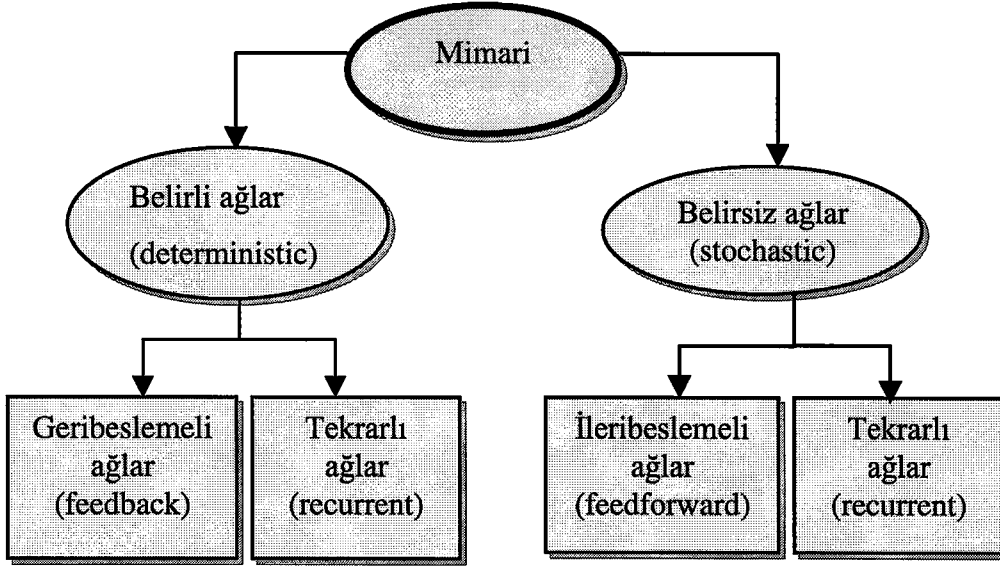 Mimari
Belirli ağlar
(deterministic)
Belirsiz ağlar
(stochastic)
Geribeslemeli
ağlar
(feedback)
Tekrarlı
ağlar
(recurrent)
İleribeslemeli
ağlar
(feedforward)
Tekrarlı
ağlar
(recurrent)